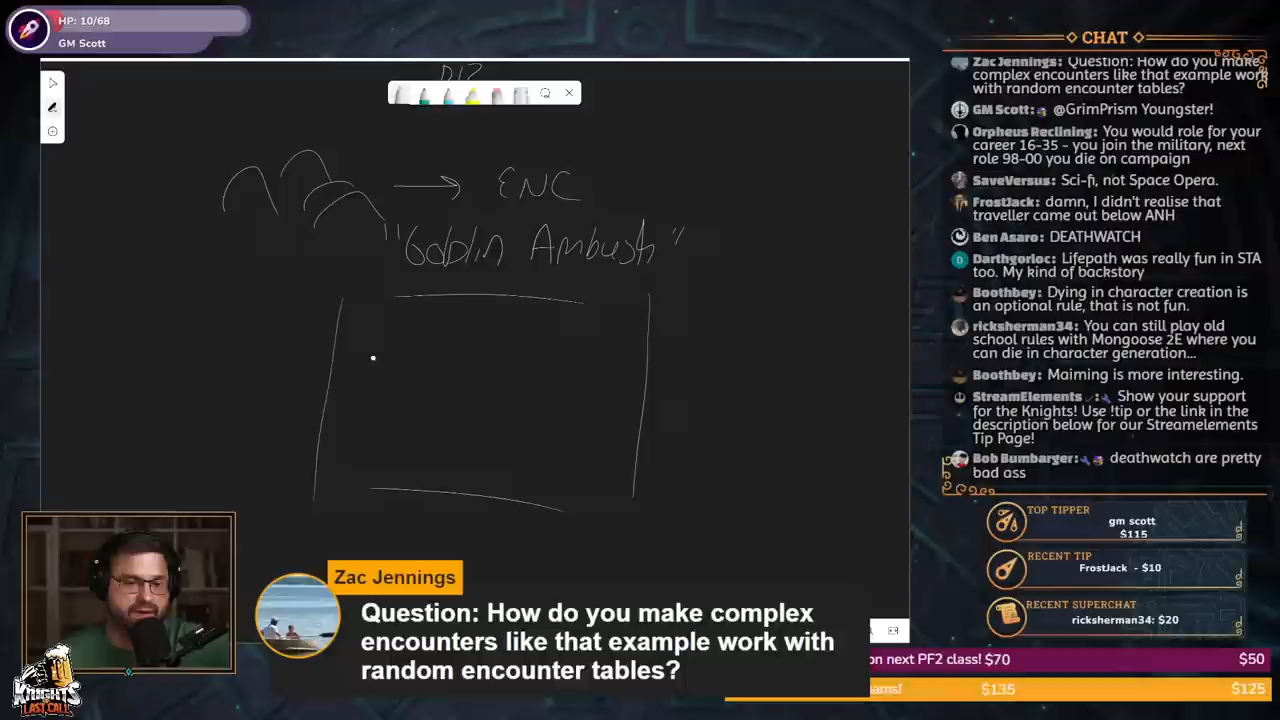 HP: 10/68
GM Scott
D12
ENC
"Goblin Ambush"
CHAT
Zac Jennings: Question: How do you make
complex encounters like that example work
with random encounter tables?
GM Scott: @GrimPrism Youngster!
Orpheus Reclining: You would role for your
career 16-35 - you join the military, next
role 98-00 you die on campaign
SaveVersus: Sci-fi, not Space Opera.
FrostJack: damn, I didn't realise that
traveller came out below ANH
Ben Asaro: DEATHWATCH
Darthgorloc: Lifepath was really fun in STA
too. My kind of backstory
Boothbey: Dying in character creation is
an optional rule, that is not fun.
ricksherman34: You can still play old
school rules with Mongoose 2E where you
can die in character generation...
Boothbey: Maiming is more interesting.
StreamElements: Show your support
for the Knights! Use !tip or the link in the
description below for our Streamelements
Tip Page!
Bob Bumbarger: deathwatch are pretty
bad ass
TOP TIPPER
gm scott
$115
RECENT TIP
FrostJack - $10
RECENT SUPERCHAT
ricksherman34: $20
Zac Jennings
Question: How do you make complex
encounters like that example work with
random encounter tables?
on next PF2 class! $70 $50
$135 $125
KNIGHTS
LAST CALL